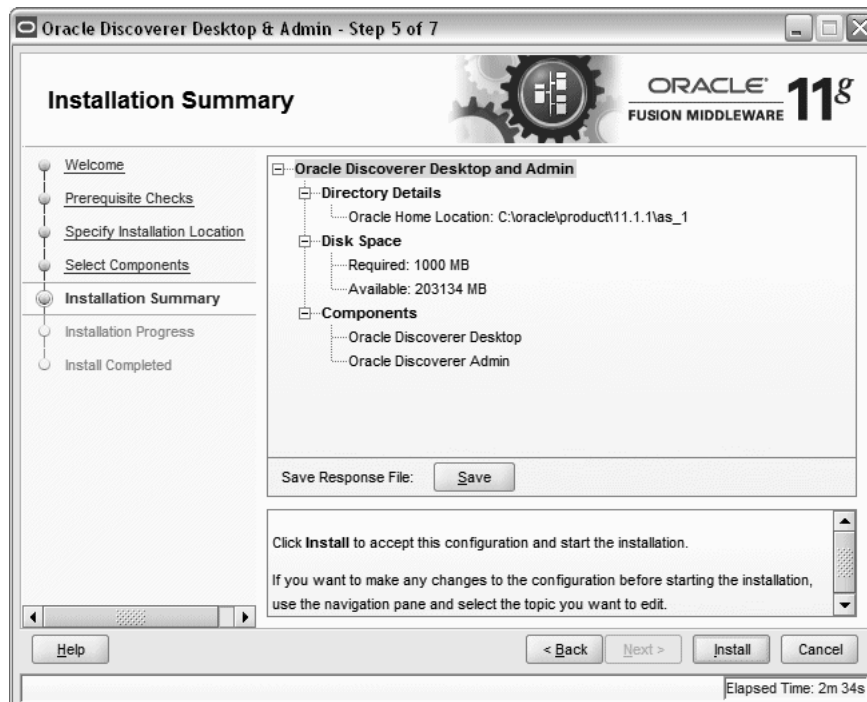 Oracle Discoverer Desktop & Admin - Step 5 of 7
Installation Summary
ORACLE
FUSION MIDDLEWARE
11g
Welcome
Prerequisite Checks
Specify Installation Location
Select Components
Installation Summary
Installation Progress
Install Completed
Oracle Discoverer Desktop and Admin
Directory Details
Oracle Home Location: C:\oracle\product\11.1.1\as_1
Disk Space
Required: 1000 MB
Available: 203134 MB
Components
Oracle Discoverer Desktop
Oracle Discoverer Admin
Save Response File: Save
Click Install to accept this configuration and start the installation.
If you want to make any changes to the configuration before starting the installation,
use the navigation pane and select the topic you want to edit.
Help < Back Next > Install Cancel
Elapsed Time: 2m 34s